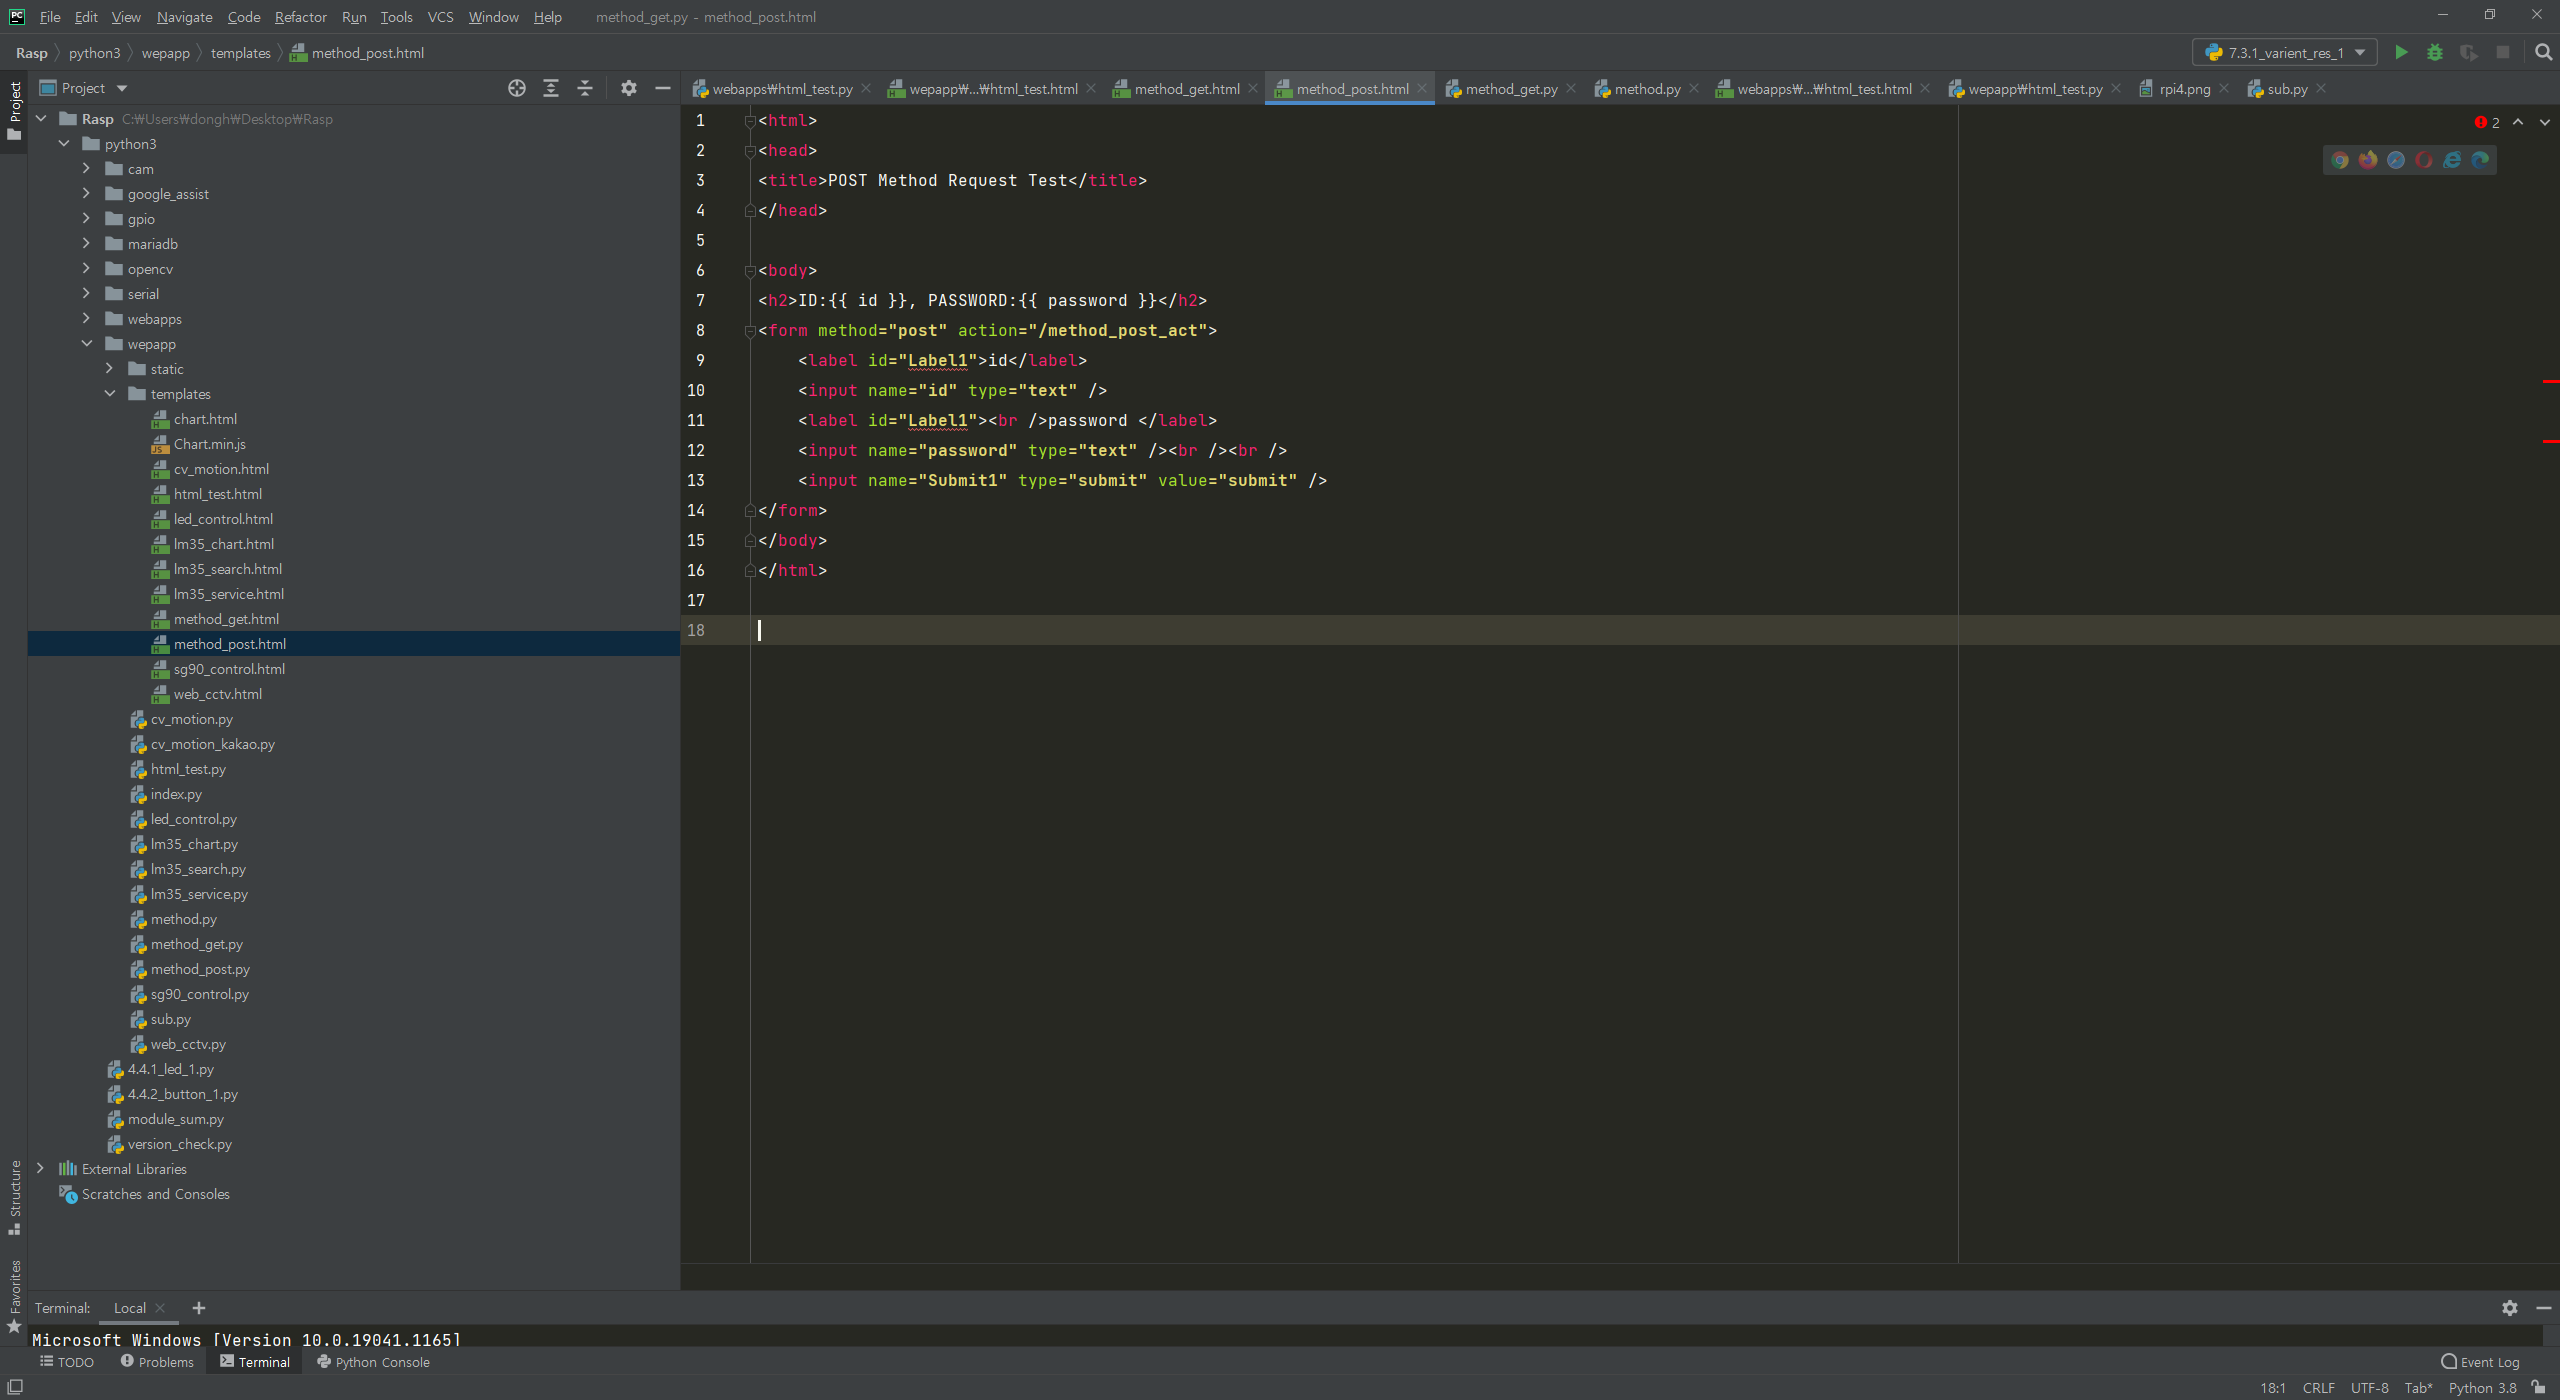 PC File Edit View Navigate Code Refactor Run Tools VCS Window Help method_get.py - method_post.html
Rasp python3 wepapp templates method_post.html 7.3.1_varient_res_1
Project
Project
webapps₩html_test.py wepapp₩...₩html_test.html method_get.html method_post.html method_get.py method.py webapps₩...₩html_test.html wepapp₩html_test.py rpi4.png sub.py
Rasp C:₩Users₩dongh₩Desktop₩Rasp
python3
cam
google_assist
gpio
mariadb
opencv
serial
webapps
wepapp
static
templates
chart.html
Chart.min.js
cv_motion.html
html_test.html
led_control.html
lm35_chart.html
lm35_search.html
lm35_service.html
method_get.html
method_post.html
sg90_control.html
web_cctv.html
cv_motion.py
cv_motion_kakao.py
html_test.py
index.py
led_control.py
lm35_chart.py
lm35_search.py
lm35_service.py
method.py
method_get.py
method_post.py
sg90_control.py
sub.py
web_cctv.py
4.4.1_led_1.py
4.4.2_button_1.py
module_sum.py
version_check.py
External Libraries
Scratches and Consoles
Structure
Favorites
1 <html>
2 <head>
3 <title>POST Method Request Test</title>
4 </head>
5
6 <body>
7 <h2>ID:{{ id }}, PASSWORD:{{ password }}</h2>
8 <form method="post" action="/method_post_act">
9 <label id="Label1">id</label>
10 <input name="id" type="text" />
11 <label id="Label1"><br />password </label>
12 <input name="password" type="text" /><br /><br />
13 <input name="Submit1" type="submit" value="submit" />
14 </form>
15 </body>
16 </html>
17
18
2
Terminal: Local
Microsoft Windows [Version 10.0.19041.1165]
TODO Problems Terminal Python Console Event Log
18:1 CRLF UTF-8 Tab* Python 3.8